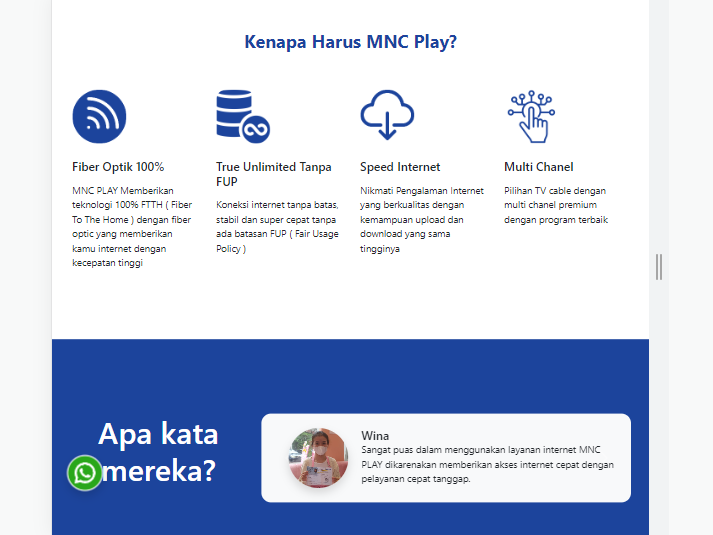 Kenapa Harus MNC Play?
Fiber Optik 100%
MNC PLAY Memberikan
teknologi 100% FTTH ( Fiber
To The Home ) dengan fiber
optic yang memberikan
kamu internet dengan
kecepatan tinggi
True Unlimited Tanpa
FUP
Koneksi internet tanpa batas,
stabil dan super cepat tanpa
ada batasan FUP ( Fair Usage
Policy )
Speed Internet
Nikmati Pengalaman Internet
yang berkualitas dengan
kemampuan upload dan
download yang sama
tingginya
Multi Chanel
Pilihan TV cable dengan
multi chanel premium
dengan program terbaik
Apa kata
mereka?
Wina
Sangat puas dalam menggunakan layanan internet MNC
PLAY dikarenakan memberikan akses internet cepat dengan
pelayanan cepat tanggap.